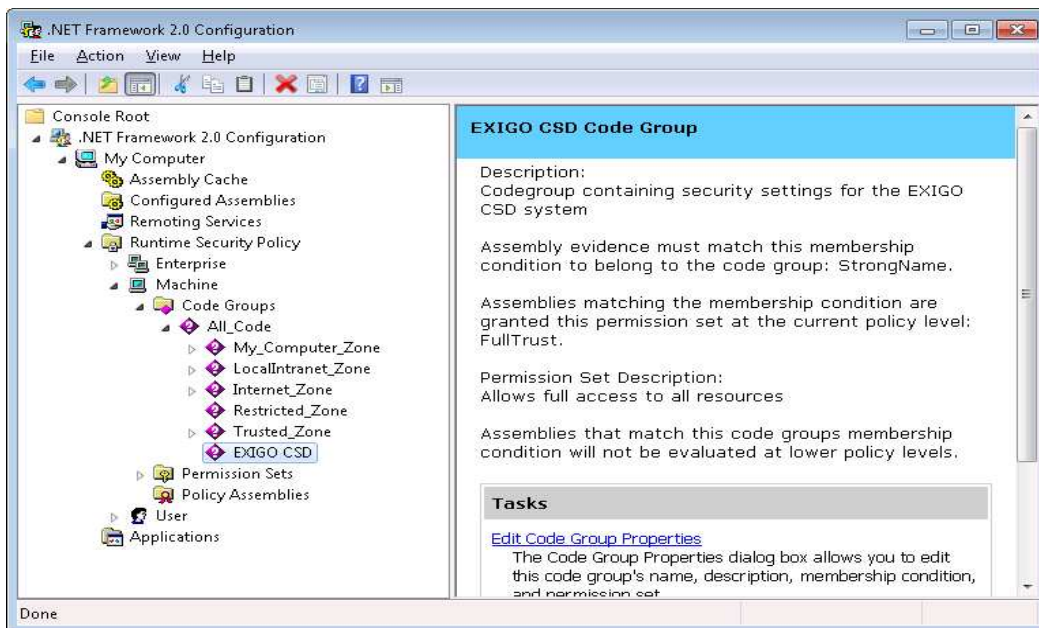 .NET Framework 2.0 Configuration
File Action View Help
Console Root
.NET Framework 2.0 Configuration
My Computer
Assembly Cache
Configured Assemblies
Remoting Services
Runtime Security Policy
Enterprise
Machine
Code Groups
All_Code
My_Computer_Zone
LocalIntranet_Zone
Internet_Zone
Restricted_Zone
Trusted_Zone
EXIGO CSD
Permission Sets
Policy Assemblies
User
Applications
EXIGO CSD Code Group
Description:
Codegroup containing security settings for the EXIGO
CSD system
Assembly evidence must match this membership
condition to belong to the code group: StrongName.
Assemblies matching the membership condition are
granted this permission set at the current policy level:
FullTrust.
Permission Set Description:
Allows full access to all resources
Assemblies that match this code groups membership
condition will not be evaluated at lower policy levels.
Tasks
Edit Code Group Properties
The Code Group Properties dialog box allows you to edit
this code group's name, description, membership condition,
and permission set
Done